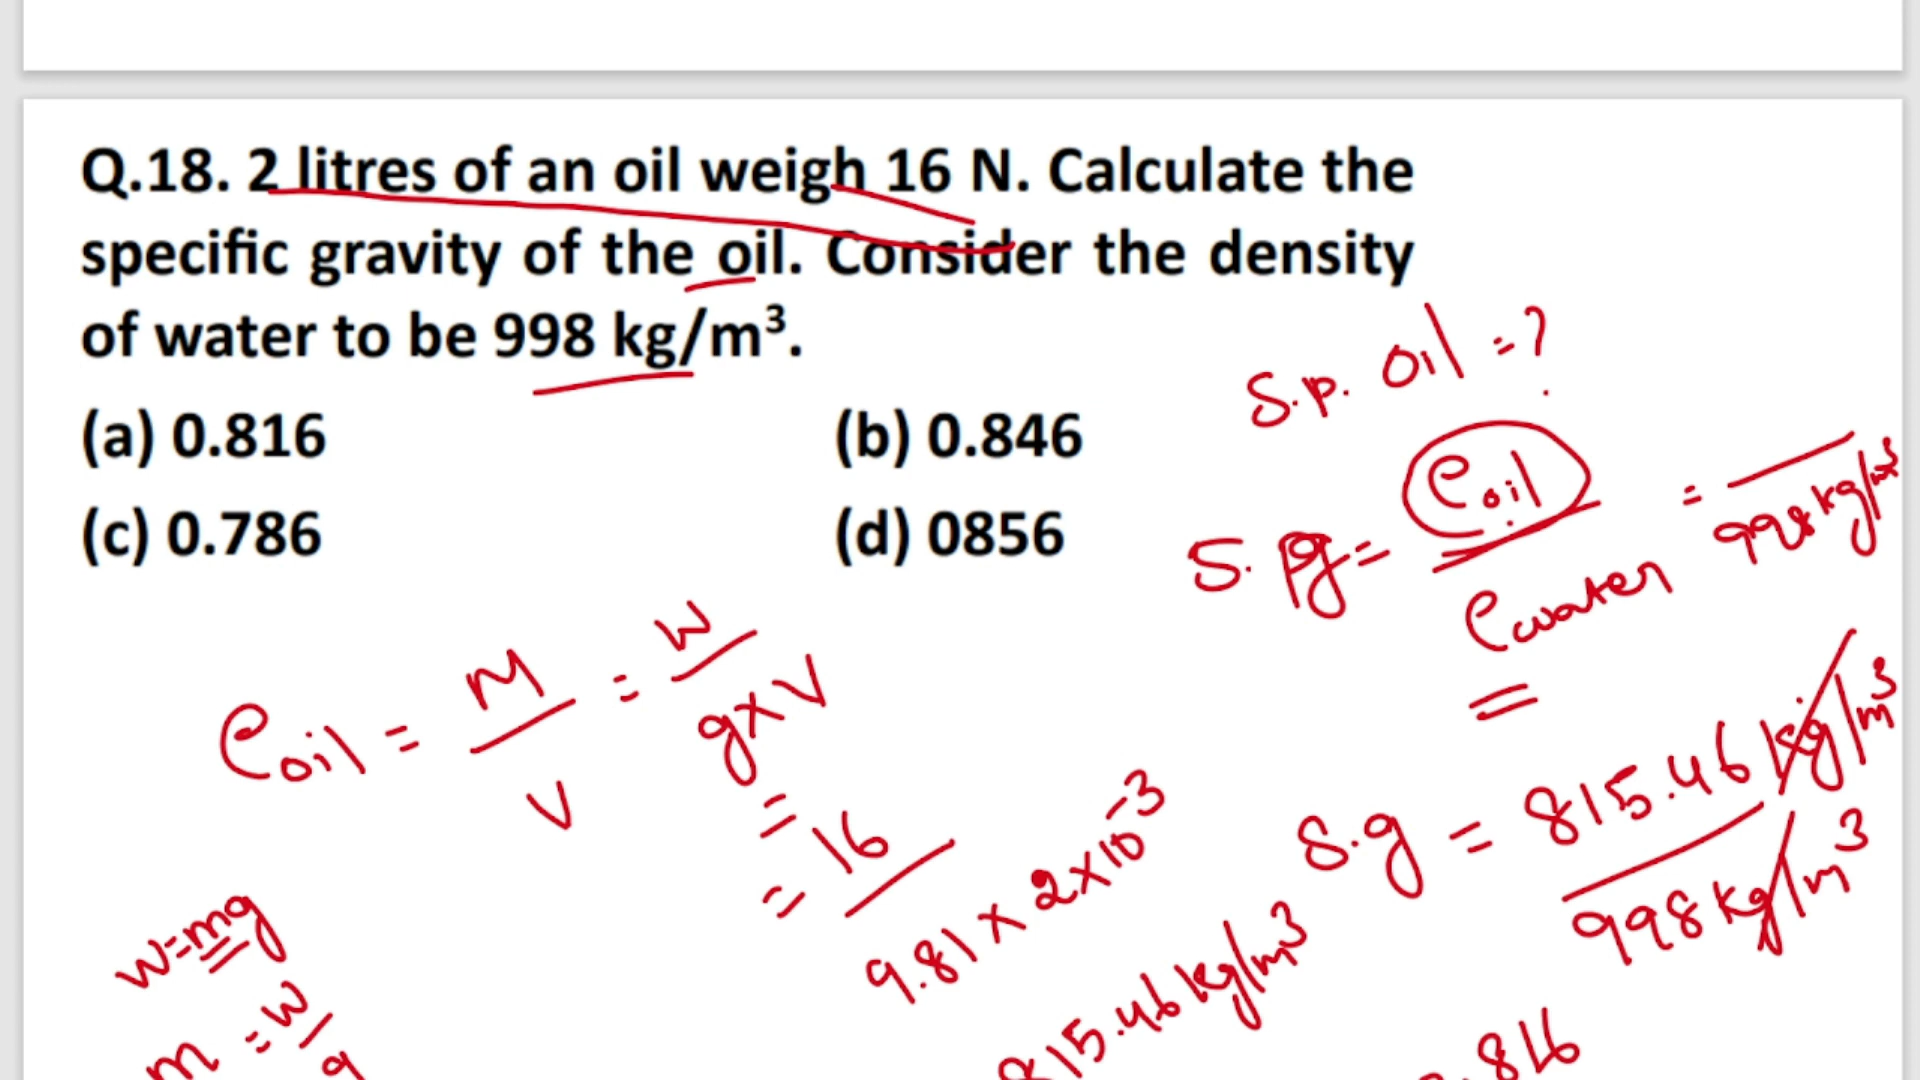 Q.18. 2 litres of an oil weigh 16 N. Calculate the
specific gravity of the oil. Consider the density
of water to be 998 kg/m³.
(a) 0.816
(b) 0.846
(c) 0.786
(d) 0856
S.p. oil = ?
S.pg = ρoil / ρwater = / 998 kg/m³
=
ρoil = M / V = W / g×V
=
= 16 / 9.81 × 2×10⁻³
815.46 kg/m³
S.g = 815.46 kg/m³ / 998 kg/m³
.816
W=mg
m = W/g